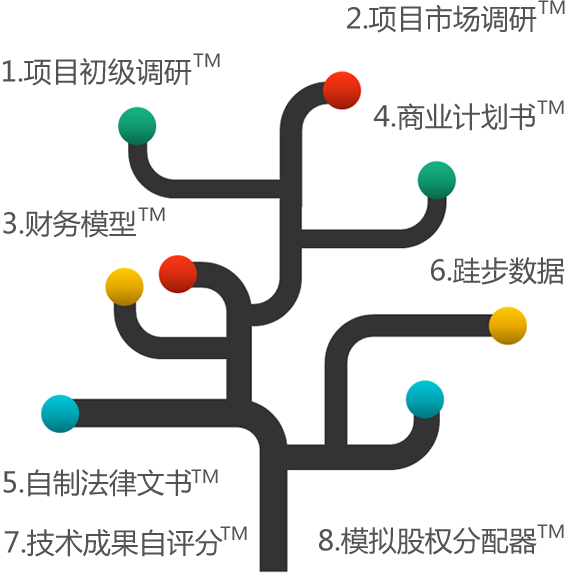 1.项目初级调研™
2.项目市场调研™
3.财务模型™
4.商业计划书™
5.自制法律文书™
6.跬步数据
7.技术成果自评分™
8.模拟股权分配器™